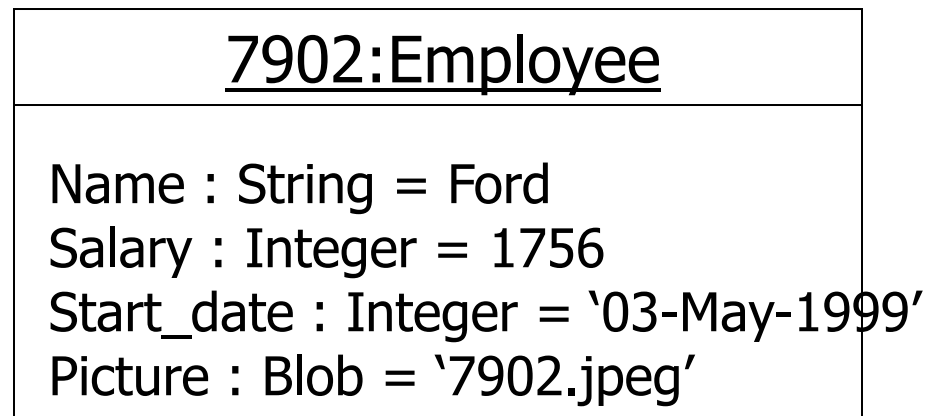 7902:Employee
Name : String = Ford
Salary : Integer = 1756
Start_date : Integer = ‘03-May-1999’
Picture : Blob = ‘7902.jpeg’